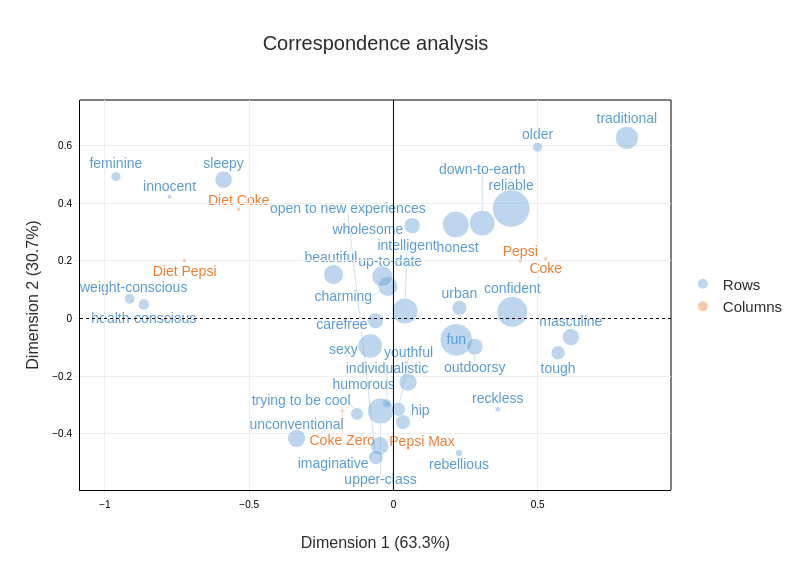 Correspondence analysis
traditional
older
0.6
feminine
sleepy
down-to-earth
innocent
reliable
0.4
Diet Coke
open to new experiences
wholesome
intelligent
honest
Pepsi
0.2
beautiful
up-to-date
Coke
Diet Pepsi
weight-conscious
Rows
charming
urban
confident
Columns
0
health conscious
carefree
masculine
fun
sexy
youthful
individualistic
outdoorsy
tough
−0.2
humorous
trying to be cool
reckless
hip
unconventional
−0.4
Coke Zero
Pepsi Max
imaginative
rebellious
upper-class
−1
−0.5
0
0.5
Dimension 1 (63.3%)
Dimension 2 (30.7%)